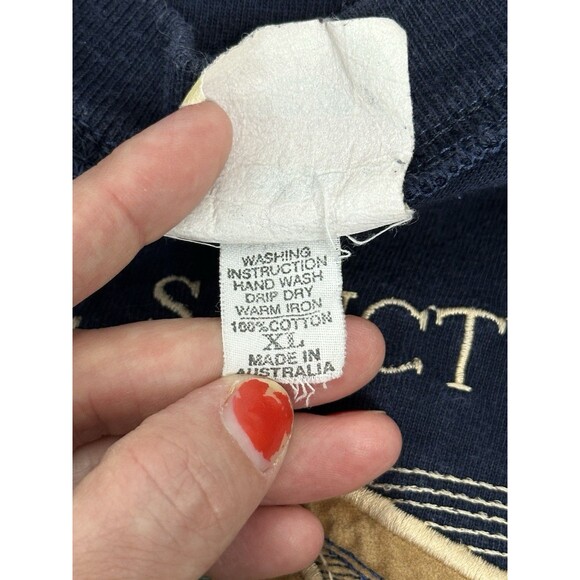 WASHING
INSTRUCTION
HAND WASH
DRIP DRY
WARM IRON
100% COTTON
XL
MADE IN
AUSTRALIA